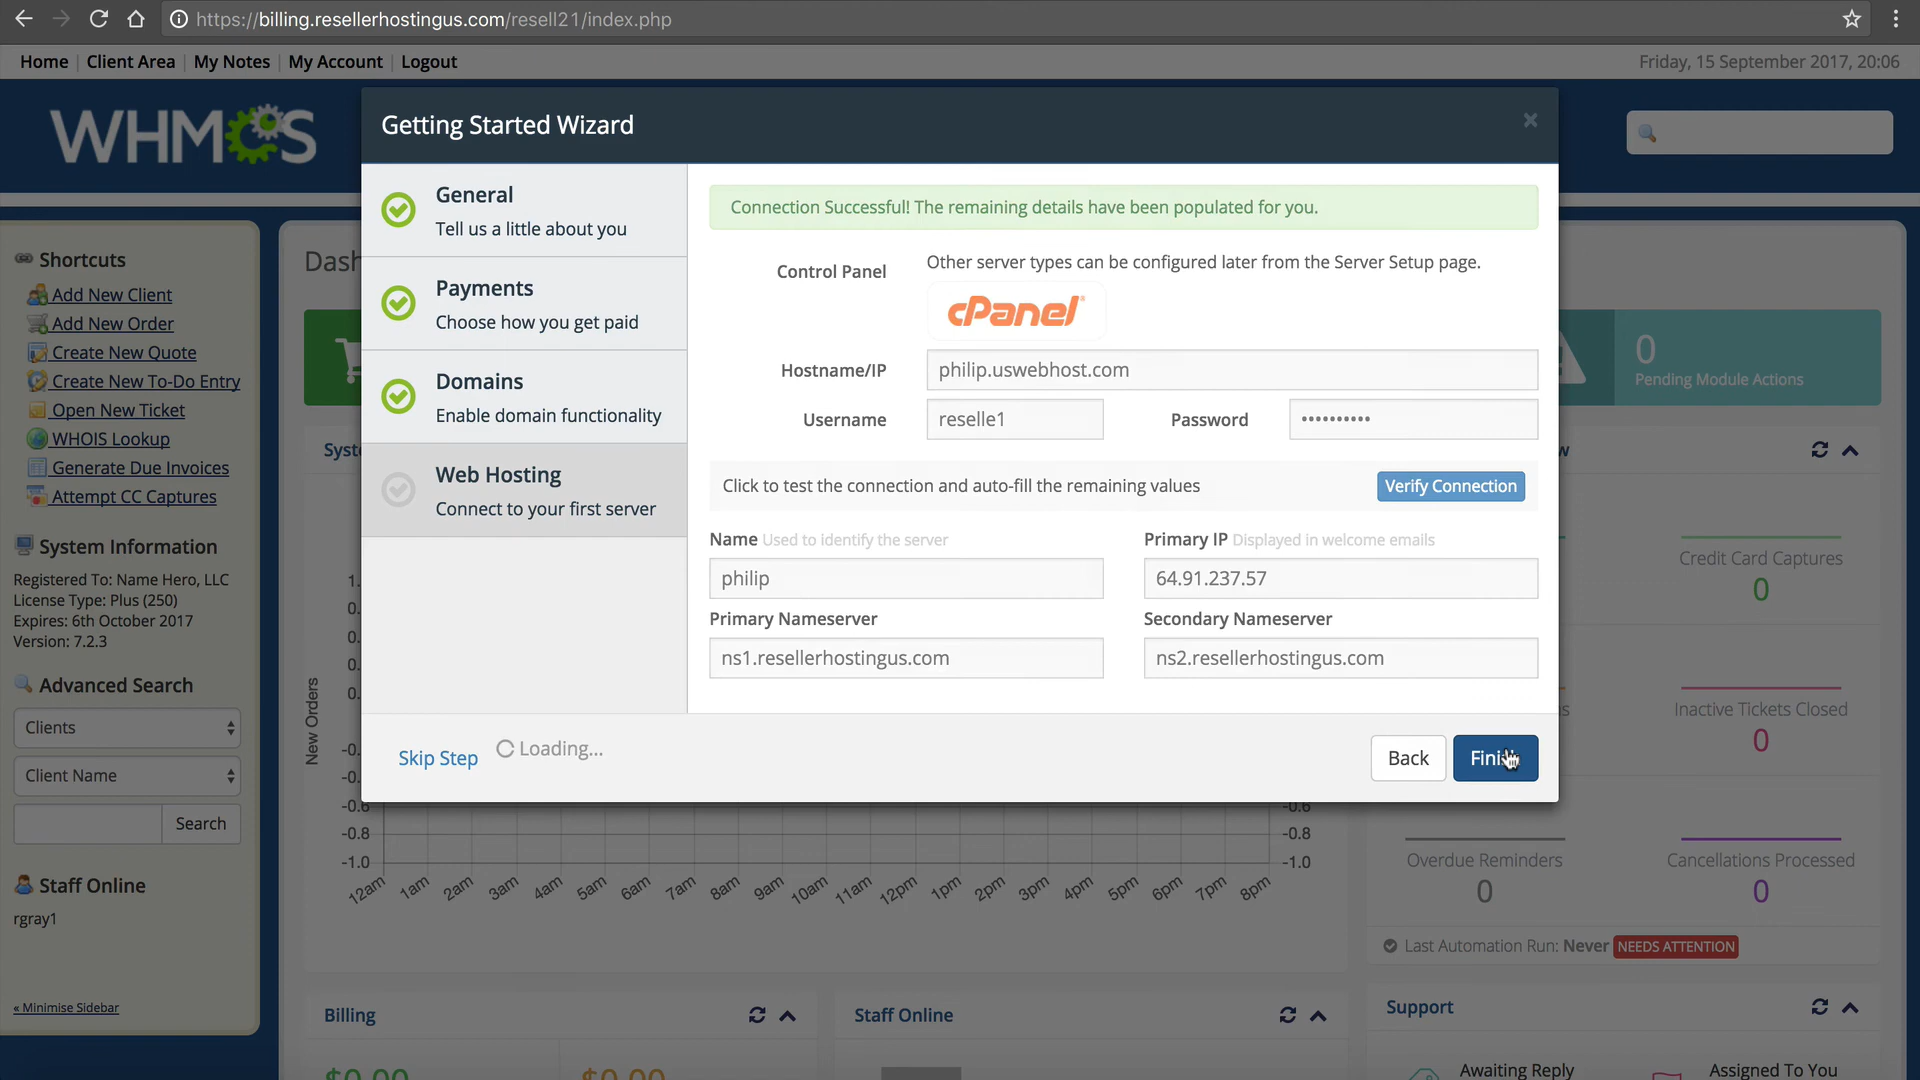 https://billing.resellerhostingus.com/resell21/index.php
Home | Client Area | My Notes | My Account | Logout
Friday, 15 September 2017, 20:06
WHMCS
Getting Started Wizard
×
General
Tell us a little about you
Payments
Choose how you get paid
Domains
Enable domain functionality
Web Hosting
Connect to your first server
Connection Successful! The remaining details have been populated for you.
Control Panel
Other server types can be configured later from the Server Setup page.
cPanel®
Hostname/IP
philip.uswebhost.com
Username
reselle1
Password
••••••••••
Click to test the connection and auto-fill the remaining values
Verify Connection
Name Used to identify the server
philip
Primary IP Displayed in welcome emails
64.91.237.57
Primary Nameserver
ns1.resellerhostingus.com
Secondary Nameserver
ns2.resellerhostingus.com
Skip Step
Loading...
Back
Shortcuts
Add New Client
Add New Order
Create New Quote
Create New To-Do Entry
Open New Ticket
WHOIS Lookup
Generate Due Invoices
Attempt CC Captures
System Information
Registered To: Name Hero, LLC
License Type: Plus (250)
Expires: 6th October 2017
Version: 7.2.3
Advanced Search
Clients
Client Name
Search
Staff Online
rgray1
« Minimise Sidebar
0
Pending Module Actions
New Orders
-0.6
-0.8
-1.0
-0.6
-0.8
-1.0
12am 1am 2am 3am 4am 5am 6am 7am 8am 9am 10am 11am 12pm 1pm 2pm 3pm 4pm 5pm 6pm 7pm 8pm
Credit Card Captures
0
Inactive Tickets Closed
0
Overdue Reminders
0
Cancellations Processed
0
Last Automation Run: Never NEEDS ATTENTION
Billing
Staff Online
Support
$0.00
$0.00
Awaiting Reply
Assigned To You